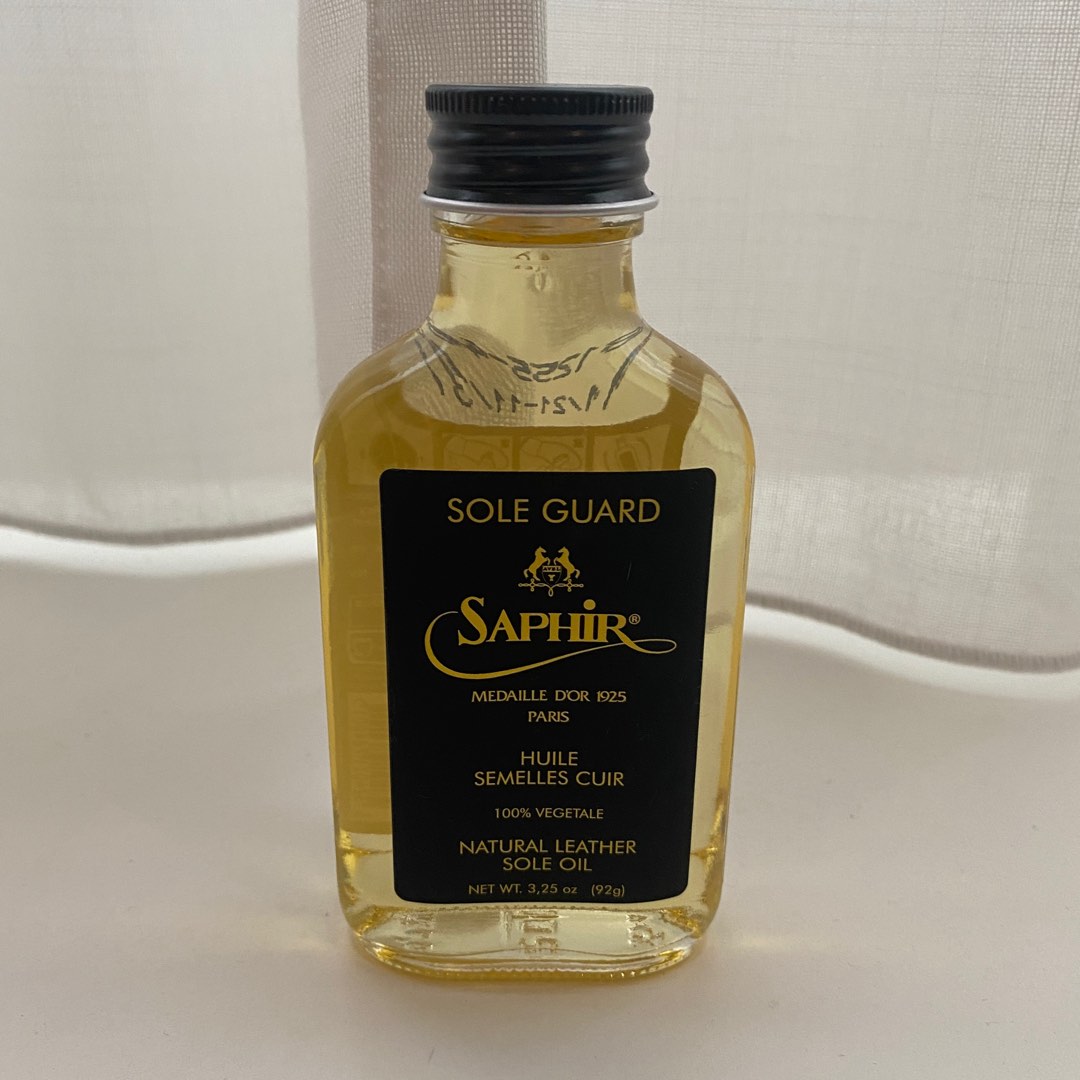 SOLE GUARD
SAPHIR®
MEDAILLE D'OR 1925
PARIS
HUILE
SEMELLES CUIR
100% VEGETALE
NATURAL LEATHER
SOLE OIL
NET WT. 3,25 oz (92g)